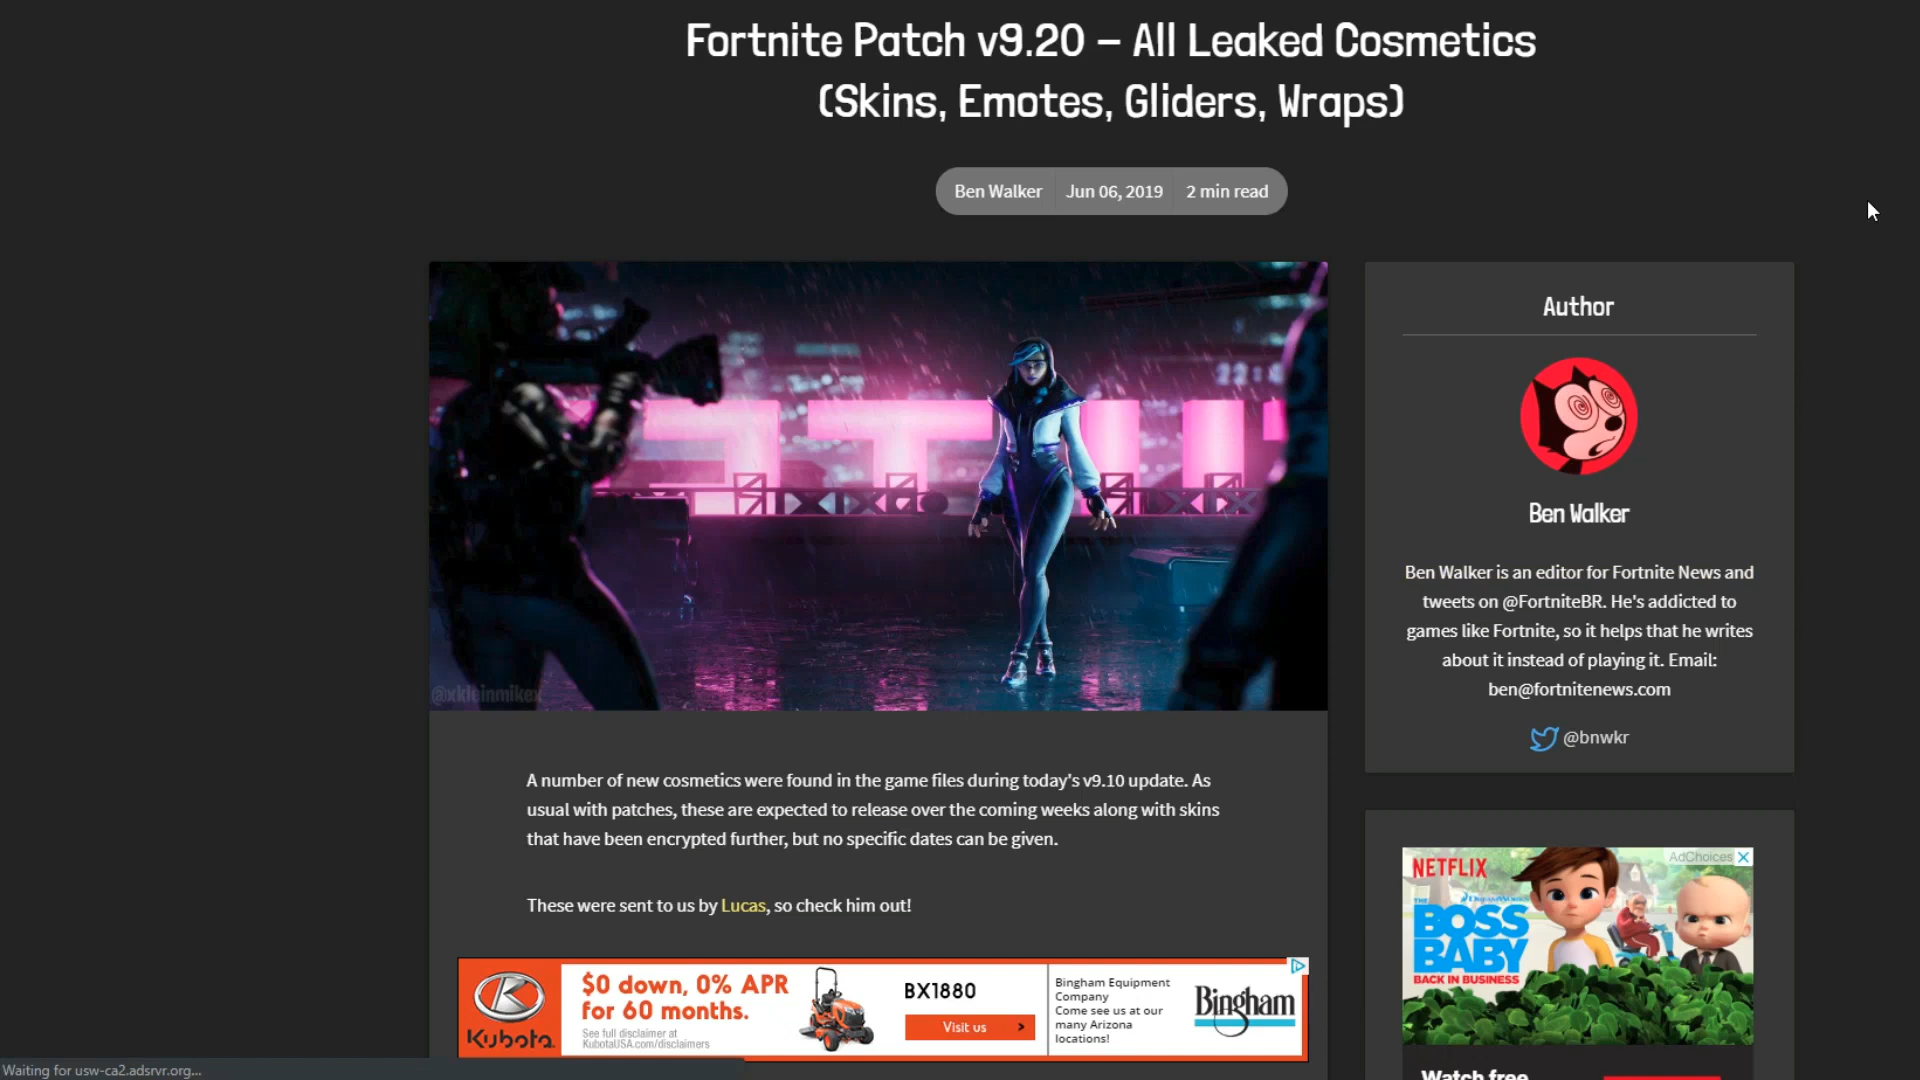 Fortnite Patch v9.20 – All Leaked Cosmetics
(Skins, Emotes, Gliders, Wraps)
Ben Walker Jun 06, 2019 2 min read
@xkleinmikex
A number of new cosmetics were found in the game files during today's v9.10 update. As
usual with patches, these are expected to release over the coming weeks along with skins
that have been encrypted further, but no specific dates can be given.
These were sent to us by Lucas, so check him out!
Kubota
$0 down, 0% APR
for 60 months.
See full disclaimer at
KubotaUSA.com/disclaimers
BX1880
Visit us >
Bingham Equipment
Company
Come see us at our
many Arizona
locations!
Bingham
Author
Ben Walker
Ben Walker is an editor for Fortnite News and
tweets on @FortniteBR. He's addicted to
games like Fortnite, so it helps that he writes
about it instead of playing it. Email:
ben@fortnitenews.com
@bnwkr
AdChoices
NETFLIX
DREAMWORKS
THE
BOSS
BABY
BACK IN BUSINESS
Watch free
Waiting for usw-ca2.adsrvr.org...